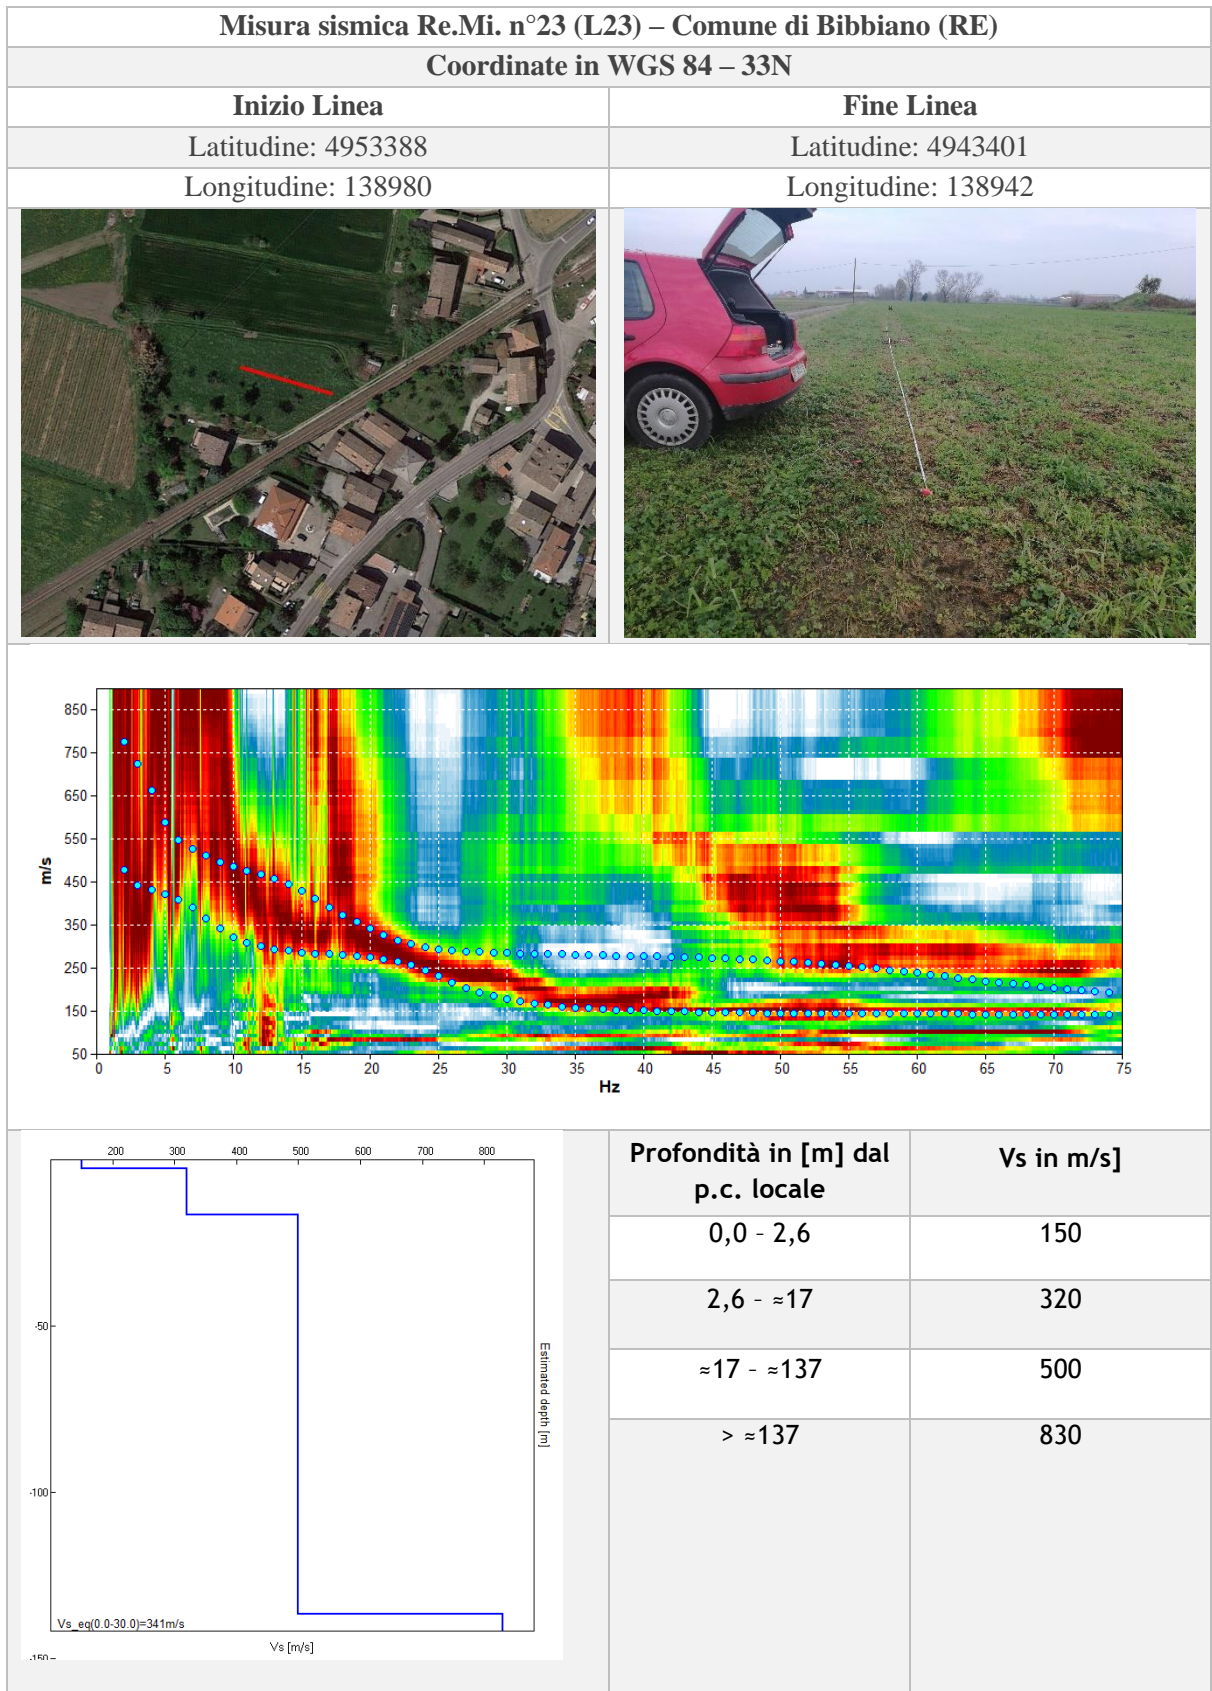 Misura sismica Re.Mi. n°23 (L23) – Comune di Bibbiano (RE)
Coordinate in WGS 84 – 33N
Inizio Linea
Fine Linea
Latitudine: 4953388
Latitudine: 4943401
Longitudine: 138980
Longitudine: 138942
850
750
650
550
450
350
250
150
50
m/s
0 5 10 15 20 25 30 35 40 45 50 55 60 65 70 75
Hz
200 300 400 500 600 700 800
-50
-100
-150
Estimated depth [m]
Vs_eq(0.0-30.0)=341m/s
Vs [m/s]
Profondità in [m] dal
p.c. locale
Vs in m/s]
0,0 – 2,6
150
2,6 – ≈17
320
≈17 – ≈137
500
> ≈137
830